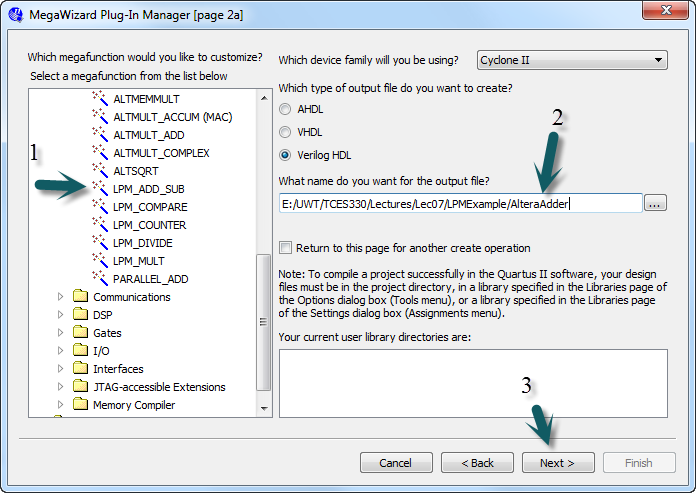 MegaWizard Plug-In Manager [page 2a]
Which megafunction would you like to customize?
Select a megafunction from the list below
ALTMEMMULT
ALTMULT_ACCUM (MAC)
ALTMULT_ADD
ALTMULT_COMPLEX
ALTSQRT
1
LPM_ADD_SUB
LPM_COMPARE
LPM_COUNTER
LPM_DIVIDE
LPM_MULT
PARALLEL_ADD
Communications
DSP
Gates
I/O
Interfaces
JTAG-accessible Extensions
Memory Compiler
Which device family will you be using?
Cyclone II
Which type of output file do you want to create?
AHDL
VHDL
Verilog HDL
2
What name do you want for the output file?
E:/UWT/TCES330/Lectures/Lec07/LPMExample/AlteraAdder
...
Return to this page for another create operation
Note: To compile a project successfully in the Quartus II software, your design
files must be in the project directory, in a library specified in the Libraries page of
the Options dialog box (Tools menu), or a library specified in the Libraries page
of the Settings dialog box (Assignments menu).
Your current user library directories are:
3
Cancel
< Back
Next >
Finish